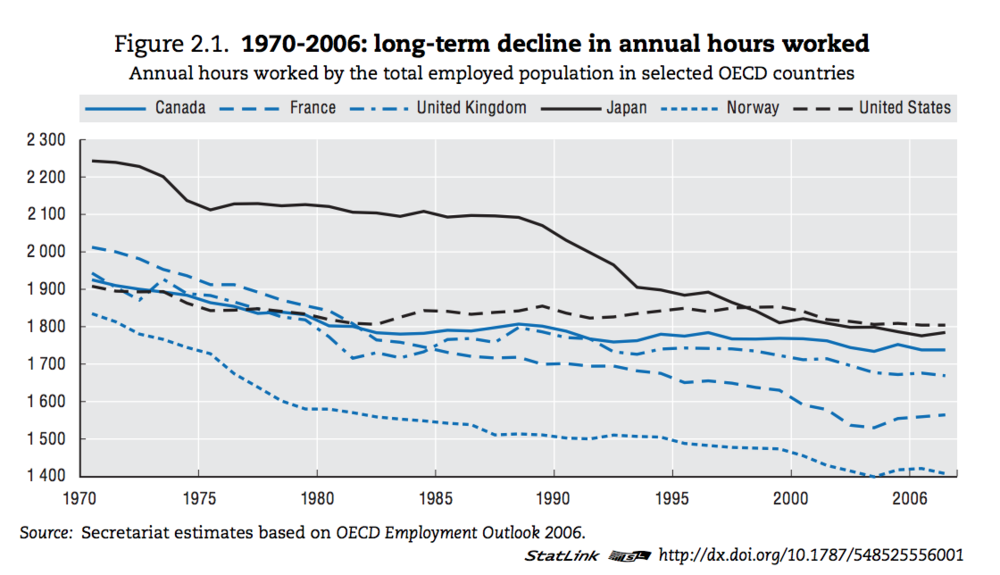 Figure 2.1. 1970-2006: long-term decline in annual hours worked
Annual hours worked by the total employed population in selected OECD countries
Canada France United Kingdom Japan Norway United States
2 300
2 200
2 100
2 000
1 900
1 800
1 700
1 600
1 500
1 400
1970 1975 1980 1985 1990 1995 2000 2006
Source: Secretariat estimates based on OECD Employment Outlook 2006.
StatLink http://dx.doi.org/10.1787/548525556001